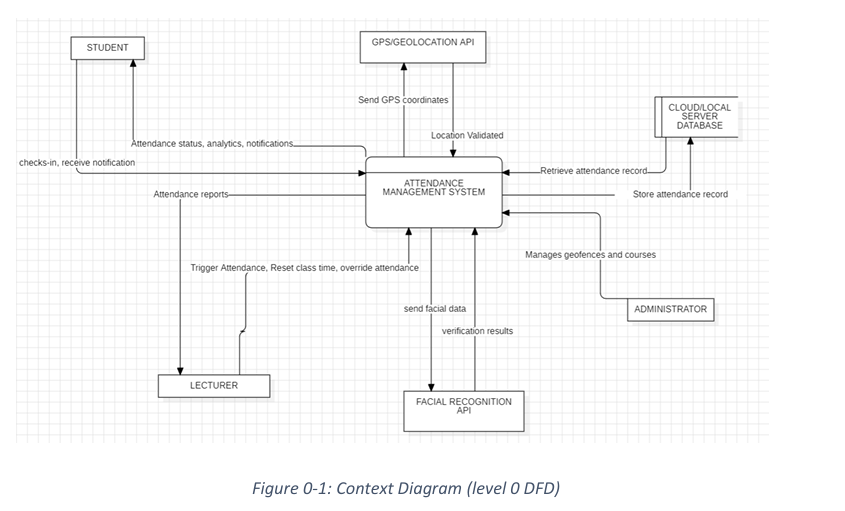 STUDENT
GPS/GEOLOCATION API
Send GPS coordinates
CLOUD/LOCAL
SERVER
DATABASE
Location Validated
Attendance status, analytics, notifications
checks-in, receive notification
Retrieve attendance record
ATTENDANCE
MANAGEMENT SYSTEM
Attendance reports
Store attendance record
Manages geofences and courses
Trigger Attendance, Reset class time, override attendance
send facial data
ADMINISTRATOR
verification results
LECTURER
FACIAL RECOGNITION
API
Figure 0-1: Context Diagram (level 0 DFD)